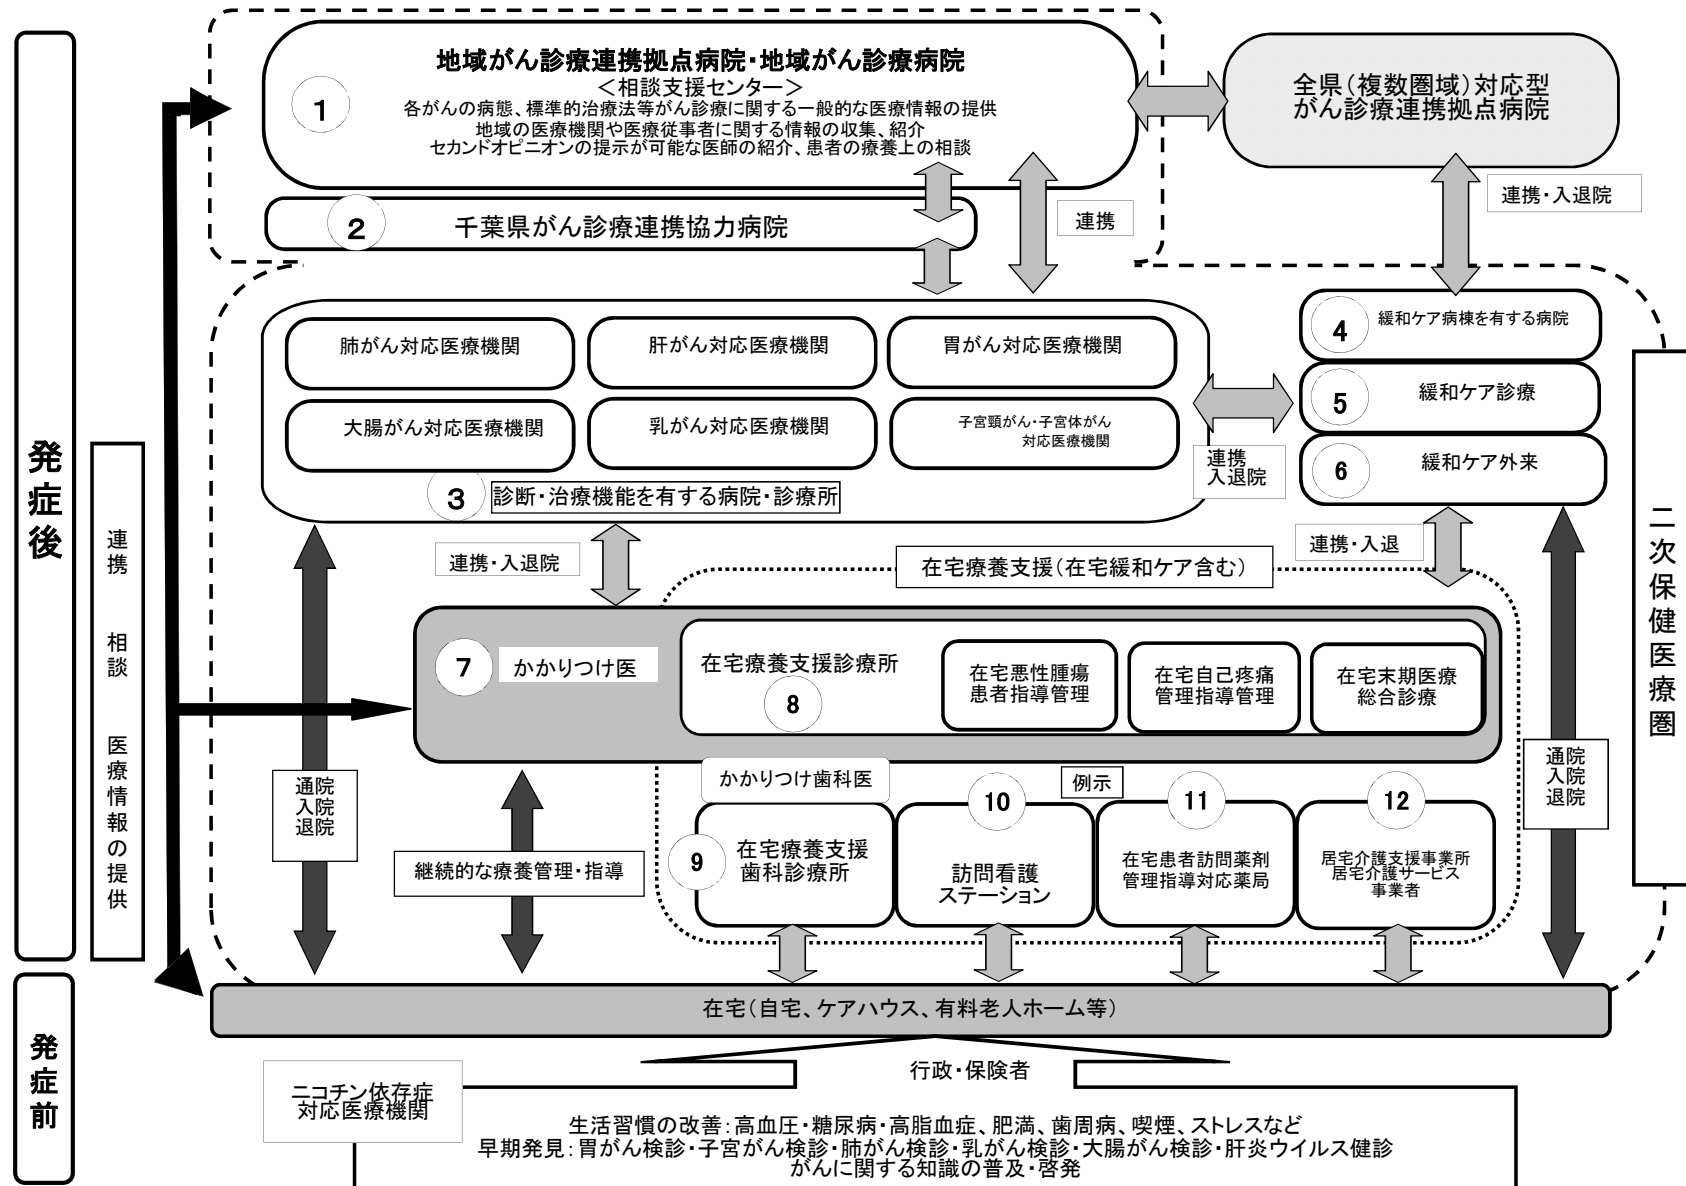 発症後
発症前
連携　相談　医療情報の提供
地域がん診療連携拠点病院・地域がん診療病院
<相談支援センター>
各がんの病態、標準的治療法等がん診療に関する一般的な医療情報の提供
地域の医療機関や医療従事者に関する情報の収集、紹介
セカンドオピニオンの提示が可能な医師の紹介、患者の療養上の相談
1
全県(複数圏域)対応型
がん診療連携拠点病院
2
千葉県がん診療連携協力病院
連携
連携・入退院
肺がん対応医療機関
肝がん対応医療機関
胃がん対応医療機関
大腸がん対応医療機関
乳がん対応医療機関
子宮頸がん・子宮体がん
対応医療機関
3
診断・治療機能を有する病院・診療所
4
緩和ケア病棟を有する病院
5
緩和ケア診療
6
緩和ケア外来
連携
入退院
二次保健医療圏
連携・入退院
連携・入退
在宅療養支援(在宅緩和ケア含む)
7
かかりつけ医
在宅療養支援診療所
8
在宅悪性腫瘍
患者指導管理
在宅自己疼痛
管理指導管理
在宅末期医療
総合診療
通院
入院
退院
継続的な療養管理・指導
かかりつけ歯科医
例示
通院
入院
退院
9
在宅療養支援
歯科診療所
10
訪問看護
ステーション
11
在宅患者訪問薬剤
管理指導対応薬局
12
居宅介護支援事業所
居宅介護サービス
事業者
在宅(自宅、ケアハウス、有料老人ホーム等)
行政・保険者
ニコチン依存症
対応医療機関
生活習慣の改善:高血圧・糖尿病・高脂血症、肥満、歯周病、喫煙、ストレスなど
早期発見:胃がん検診・子宮がん検診・肺がん検診・乳がん検診・大腸がん検診・肝炎ウイルス健診
がんに関する知識の普及・啓発